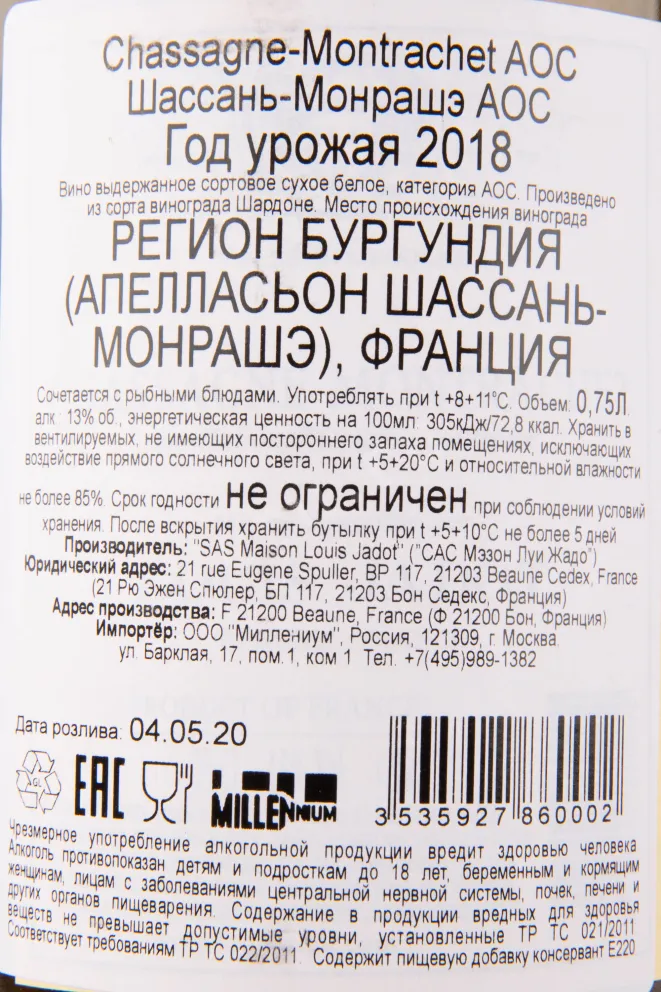 Chassagne-Montrachet AOC
Шассань-Монрашэ АОС
Год урожая 2018
Вино выдержанное сортовое сухое белое, категория АОС. Произведено
из сорта винограда Шардоне. Место происхождения винограда
РЕГИОН БУРГУНДИЯ
(АПЕЛЛАСЬОН ШАССАНЬ-
МОНРАШЭ), ФРАНЦИЯ
Сочетается с рыбными блюдами. Употреблять при t +8+11°C. Объем: 0,75Л
алк : 13% об., энергетическая ценность на 100мл: 305кДж/72,8 ккал. Хранить в
вентилируемых, не имеющих постороннего запаха помещениях, исключающих
воздействие прямого солнечного света, при t +5+20°C и относительной влажности
не более 85%. Срок годности не ограничен при соблюдении условий
хранения. После вскрытия хранить бутылку при t +5+10°C не более 5 дней
Производитель: "SAS Maison Louis Jadot" ("САС Мэзон Луи Жадо")
Юридический адрес: 21 rue Eugene Spuller, BP 117, 21203 Beaune Cedex, France
(21 Рю Эжен Спюлер, БП 117, 21203 Бон Седекс, Франция)
Адрес производства: F 21200 Beaune, France (Ф 21200 Бон, Франция)
Импортёр: ООО "Миллениум", Россия, 121309, г. Москва
ул. Барклая, 17, пом.1, ком 1 Тел. +7(495)989-1382
Дата розлива: 04.05.20
GL EAC MILLENNIUM
3 535927 860002
Чрезмерное употребление алкогольной продукции вредит здоровью человека
Алкоголь противопоказан детям и подросткам до 18 лет, беременным и кормящим
женщинам, лицам с заболеваниями центральной нервной системы, почек, печени и
других органов пищеварения. Содержание в продукции вредных для здоровья
веществ не превышает допустимые уровни, установленные ТР ТС 021/2011
Соответствует требованиям ТР ТС 022/2011. Содержит пищевую добавку консервант Е220